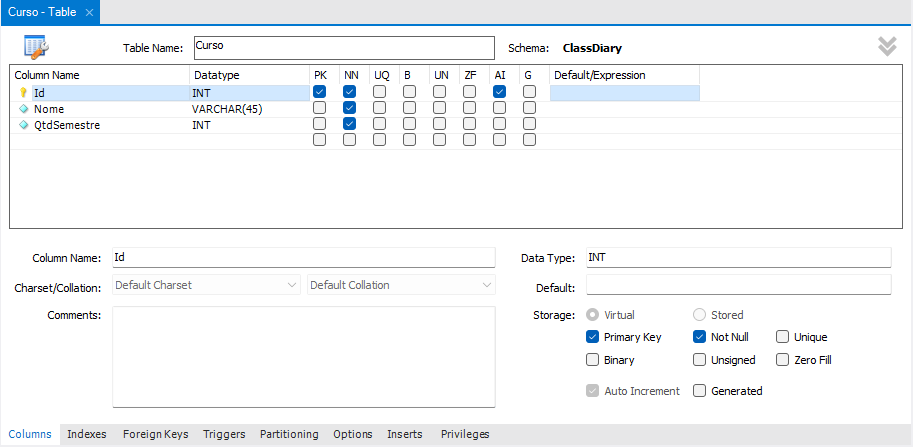 Curso - Table ×
Table Name: Curso Schema: ClassDiary
Column Name Datatype PK NN UQ B UN ZF AI G Default/Expression
Id INT
Nome VARCHAR(45)
QtdSemestre INT
Column Name: Id Data Type: INT
Charset/Collation: Default Charset Default Collation Default:
Comments: Storage: Virtual Stored
Primary Key Not Null Unique
Binary Unsigned Zero Fill
Auto Increment Generated
Columns Indexes Foreign Keys Triggers Partitioning Options Inserts Privileges